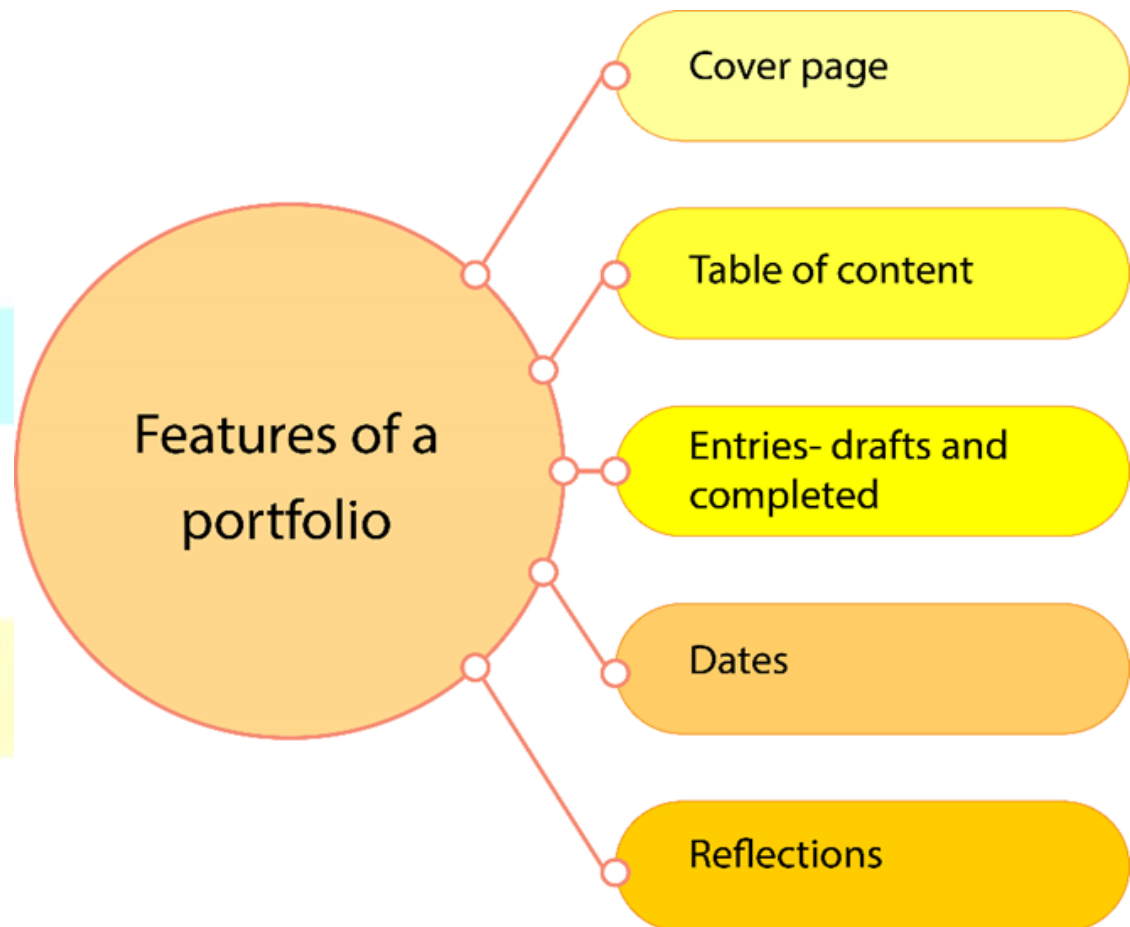 Features of a
portfolio
Cover page
Table of content
Entries- drafts and
completed
Dates
Reflections